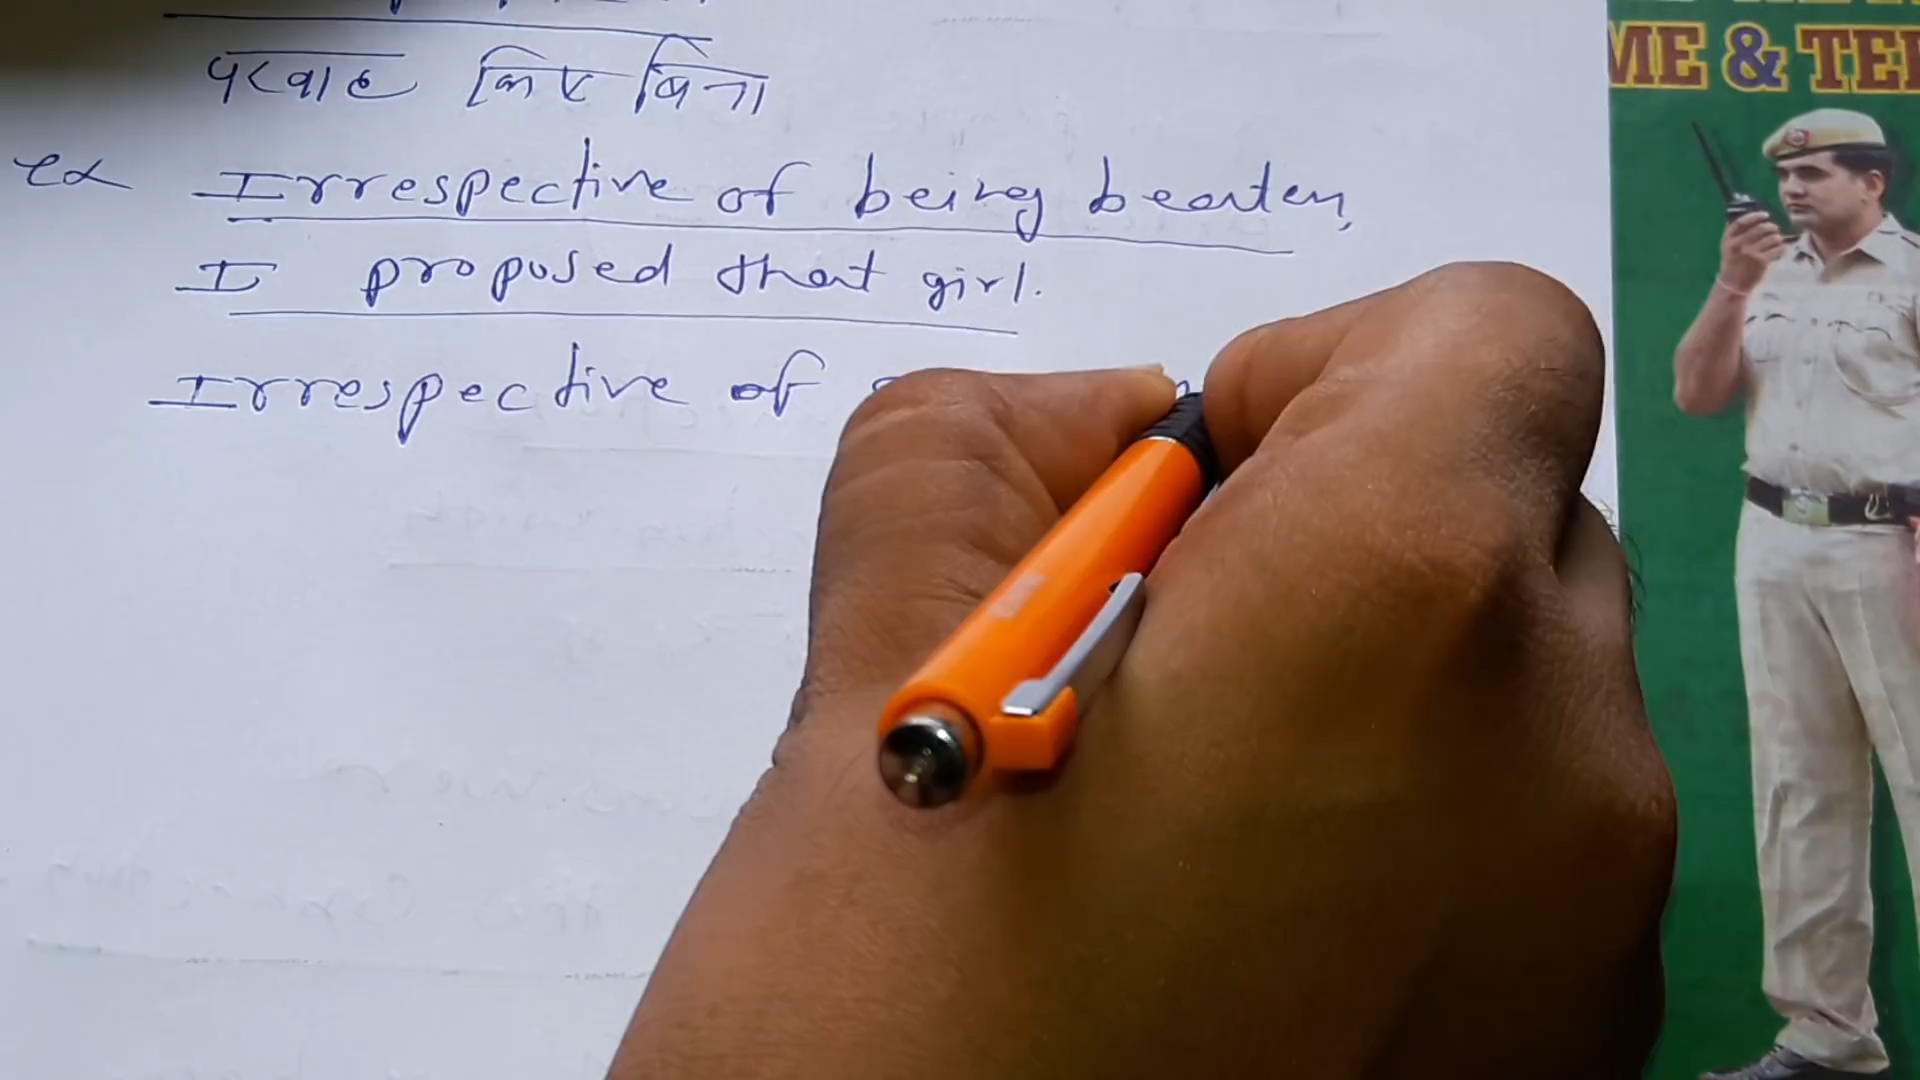 परवाह किए बिना
ex Irrespective of being beaten,
I proposed that girl.
Irrespective of
ME & TE